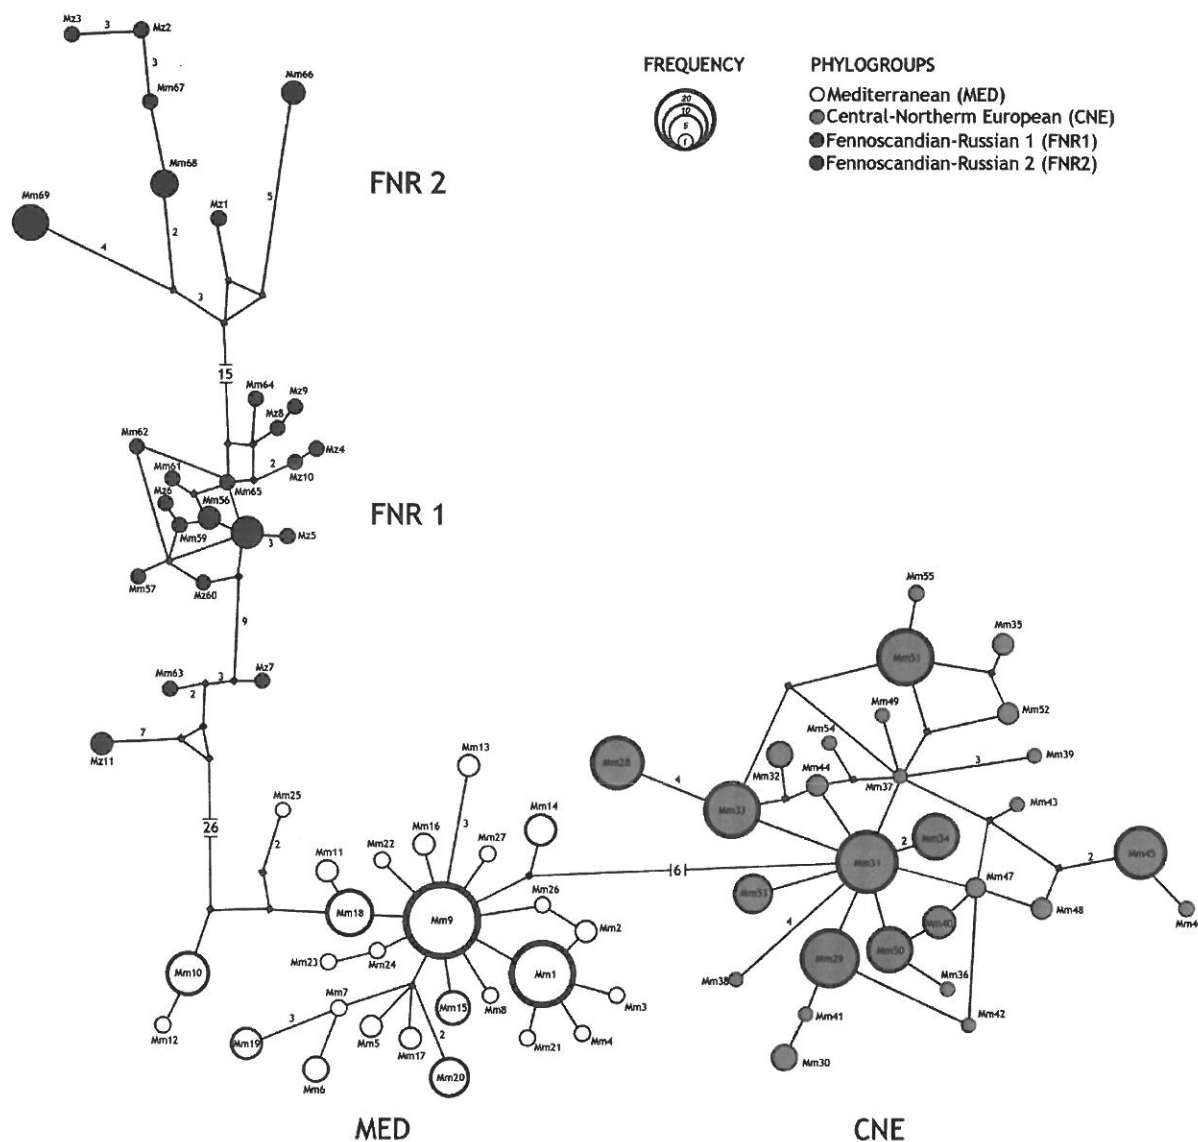 FREQUENCY
20
10
5
1
PHYLOGROUPS
Mediterranean (MED)
Central-Northerm European (CNE)
Fennoscandian-Russian 1 (FNR1)
Fennoscandian-Russian 2 (FNR2)
Mz3
3
Mz2
3
Mm67
Mm66
Mm68
FNR 2
Mm69
5
Mz1
2
4
3
15
Mm64
Mz9
Mz8
Mm62
Mz4
2
Mm61
Mz10
Mm65
Mz6
Mm56
FNR 1
Mm59
3
Mz5
Mm57
Mz60
9
Mm63
3
Mz7
2
7
Mz11
26
Mm25
2
Mm13
3
Mm14
Mm16
Mm27
Mm22
Mm11
Mm18
Mm9
Mm26
Mm2
Mm23
Mm24
Mm10
Mm1
Mm7
Mm15
Mm8
Mm3
Mm12
3
Mm19
Mm5
Mm17
2
Mm21
Mm4
Mm6
Mm20
6
Mm55
Mm35
Mm51
Mm49
Mm52
Mm54
Mm28
Mm32
Mm44
4
3
Mm39
Mm37
Mm33
Mm43
2
Mm34
Mm31
2
Mm45
Mm53
Mm47
Mm40
Mm48
Mm4
4
Mm50
Mm29
Mm38
Mm36
Mm41
Mm42
Mm30
MED
CNE